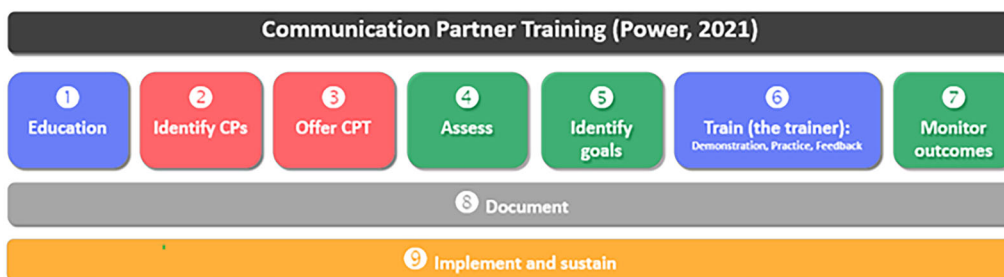 Communication Partner Training (Power, 2021)
1
Education
2
Identify CPs
3
Offer CPT
4
Assess
5
Identify
goals
6
Train (the trainer):
Demonstration, Practice, Feedback
7
Monitor
outcomes
8 Document
9 Implement and sustain